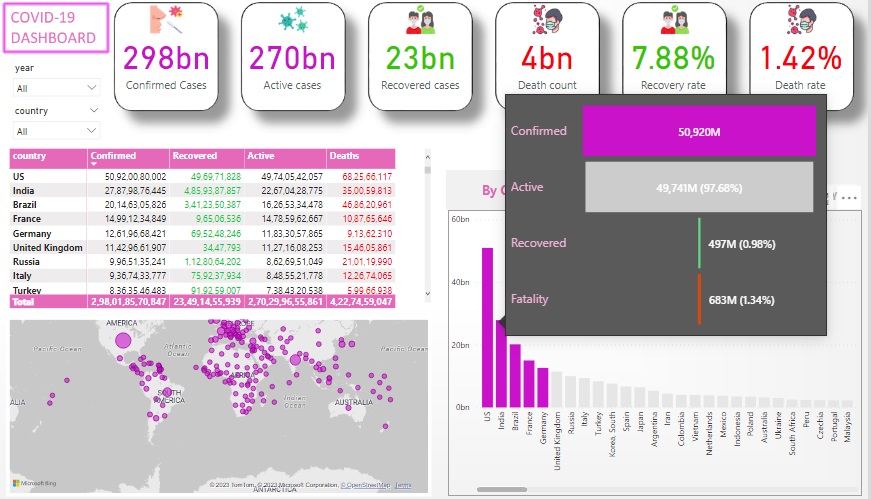 COVID-19
DASHBOARD
298bn
Confirmed Cases
270bn
Active cases
23bn
Recovered cases
4bn
Death count
7.88%
Recovery rate
1.42%
Death rate
year
All
country
All
country Confirmed Recovered Active Deaths
US 50,92,00,80,002 49,69,71,828 49,74,05,42,057 68,25,66,117
India 27,87,98,76,445 4,85,93,87,857 22,67,04,28,775 35,00,59,813
Brazil 20,14,63,05,826 3,41,23,50,387 16,26,53,34,478 46,86,20,961
France 14,99,12,34,849 9,65,06,536 14,78,59,62,667 10,87,65,646
Germany 12,61,96,68,421 69,52,48,246 11,83,30,57,865 9,13,62,310
United Kingdom 11,42,96,61,907 34,47,793 11,27,16,08,253 15,46,05,861
Russia 9,96,51,35,241 1,12,80,64,202 8,62,69,51,049 21,01,19,990
Italy 9,36,74,33,777 75,92,37,934 8,48,55,21,778 12,26,74,065
Turkey 8,36,35,46,483 91,92,59,007 7,38,43,20,538 5,99,66,938
Total 2,98,01,85,70,847 23,49,14,55,939 2,70,29,96,55,861 4,22,74,59,047
Confirmed 50,920M
Active 49,741M (97.68%)
Recovered 497M (0.98%)
Fatality 683M (1.34%)
60bn
40bn
20bn
0bn
US
India
Brazil
France
Germany
United Kingdom
Russia
Italy
Turkey
Korea, South
Spain
Japan
Argentina
Iran
Colombia
Vietnam
Netherlands
Mexico
Indonesia
Poland
Australia
Ukraine
South Africa
Peru
Czechia
Portugal
Malaysia
AMERICA
Pacific Ocean
Atlantic
Ocean
AFRICA
Pacific Ocean
SOUTH
AMERICA
Indian
Ocean
ALIA
AUSTRALIA
Microsoft Bing
© 2023 TomTom, © 2023 Microsoft Corporation, © OpenStreetMap Terms
ANTARCTICA